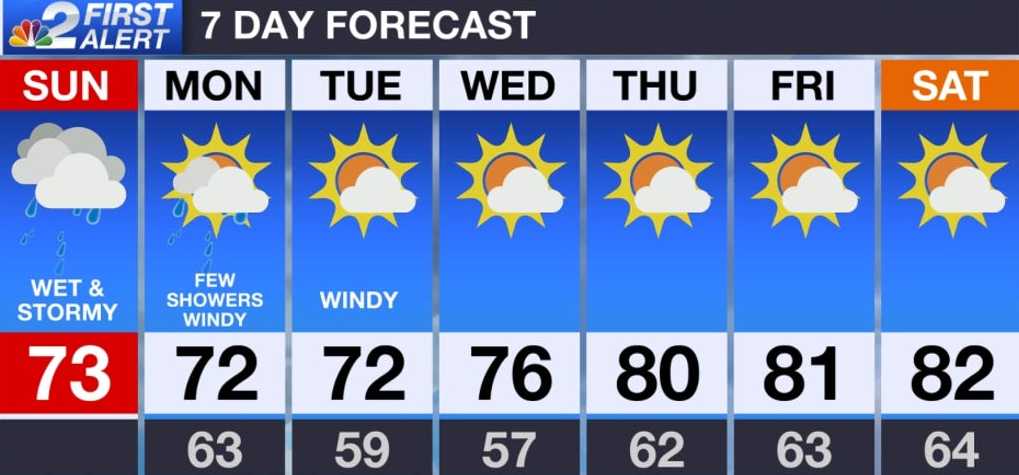 2 FIRST ALERT
7 DAY FORECAST
SUN MON TUE WED THU FRI SAT
WET & STORMY
FEW SHOWERS WINDY
WINDY
73 72 72 76 80 81 82
63 59 57 62 63 64